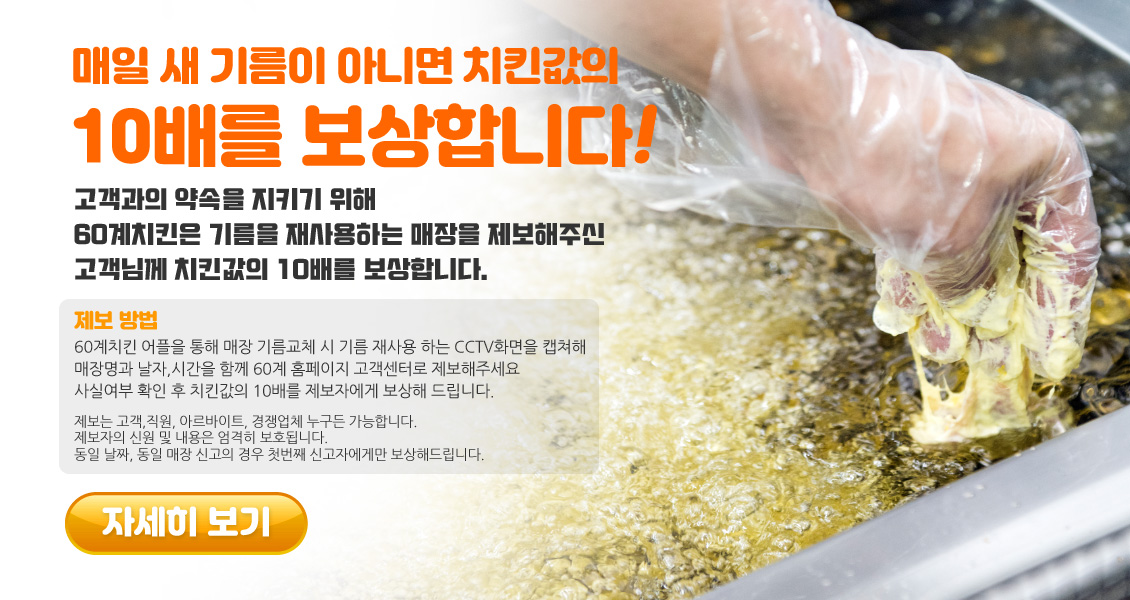 매일 새 기름이 아니면 치킨값의
10배를 보상합니다!
고객과의 약속을 지키기 위해
60계치킨은 기름을 재사용하는 매장을 제보해주신
고객님께 치킨값의 10배를 보상합니다.
제보 방법
60계치킨 어플을 통해 매장 기름교체 시 기름 재사용 하는 CCTV화면을 캡쳐해
매장명과 날자,시간을 함께 60계 홈페이지 고객센터로 제보해주세요
사실여부 확인 후 치킨값의 10배를 제보자에게 보상해 드립니다.
제보는 고객,직원, 아르바이트, 경쟁업체 누구든 가능합니다.
제보자의 신원 및 내용은 엄격히 보호됩니다.
동일 날짜, 동일 매장 신고의 경우 첫번째 신고자에게만 보상해드립니다.
자세히 보기